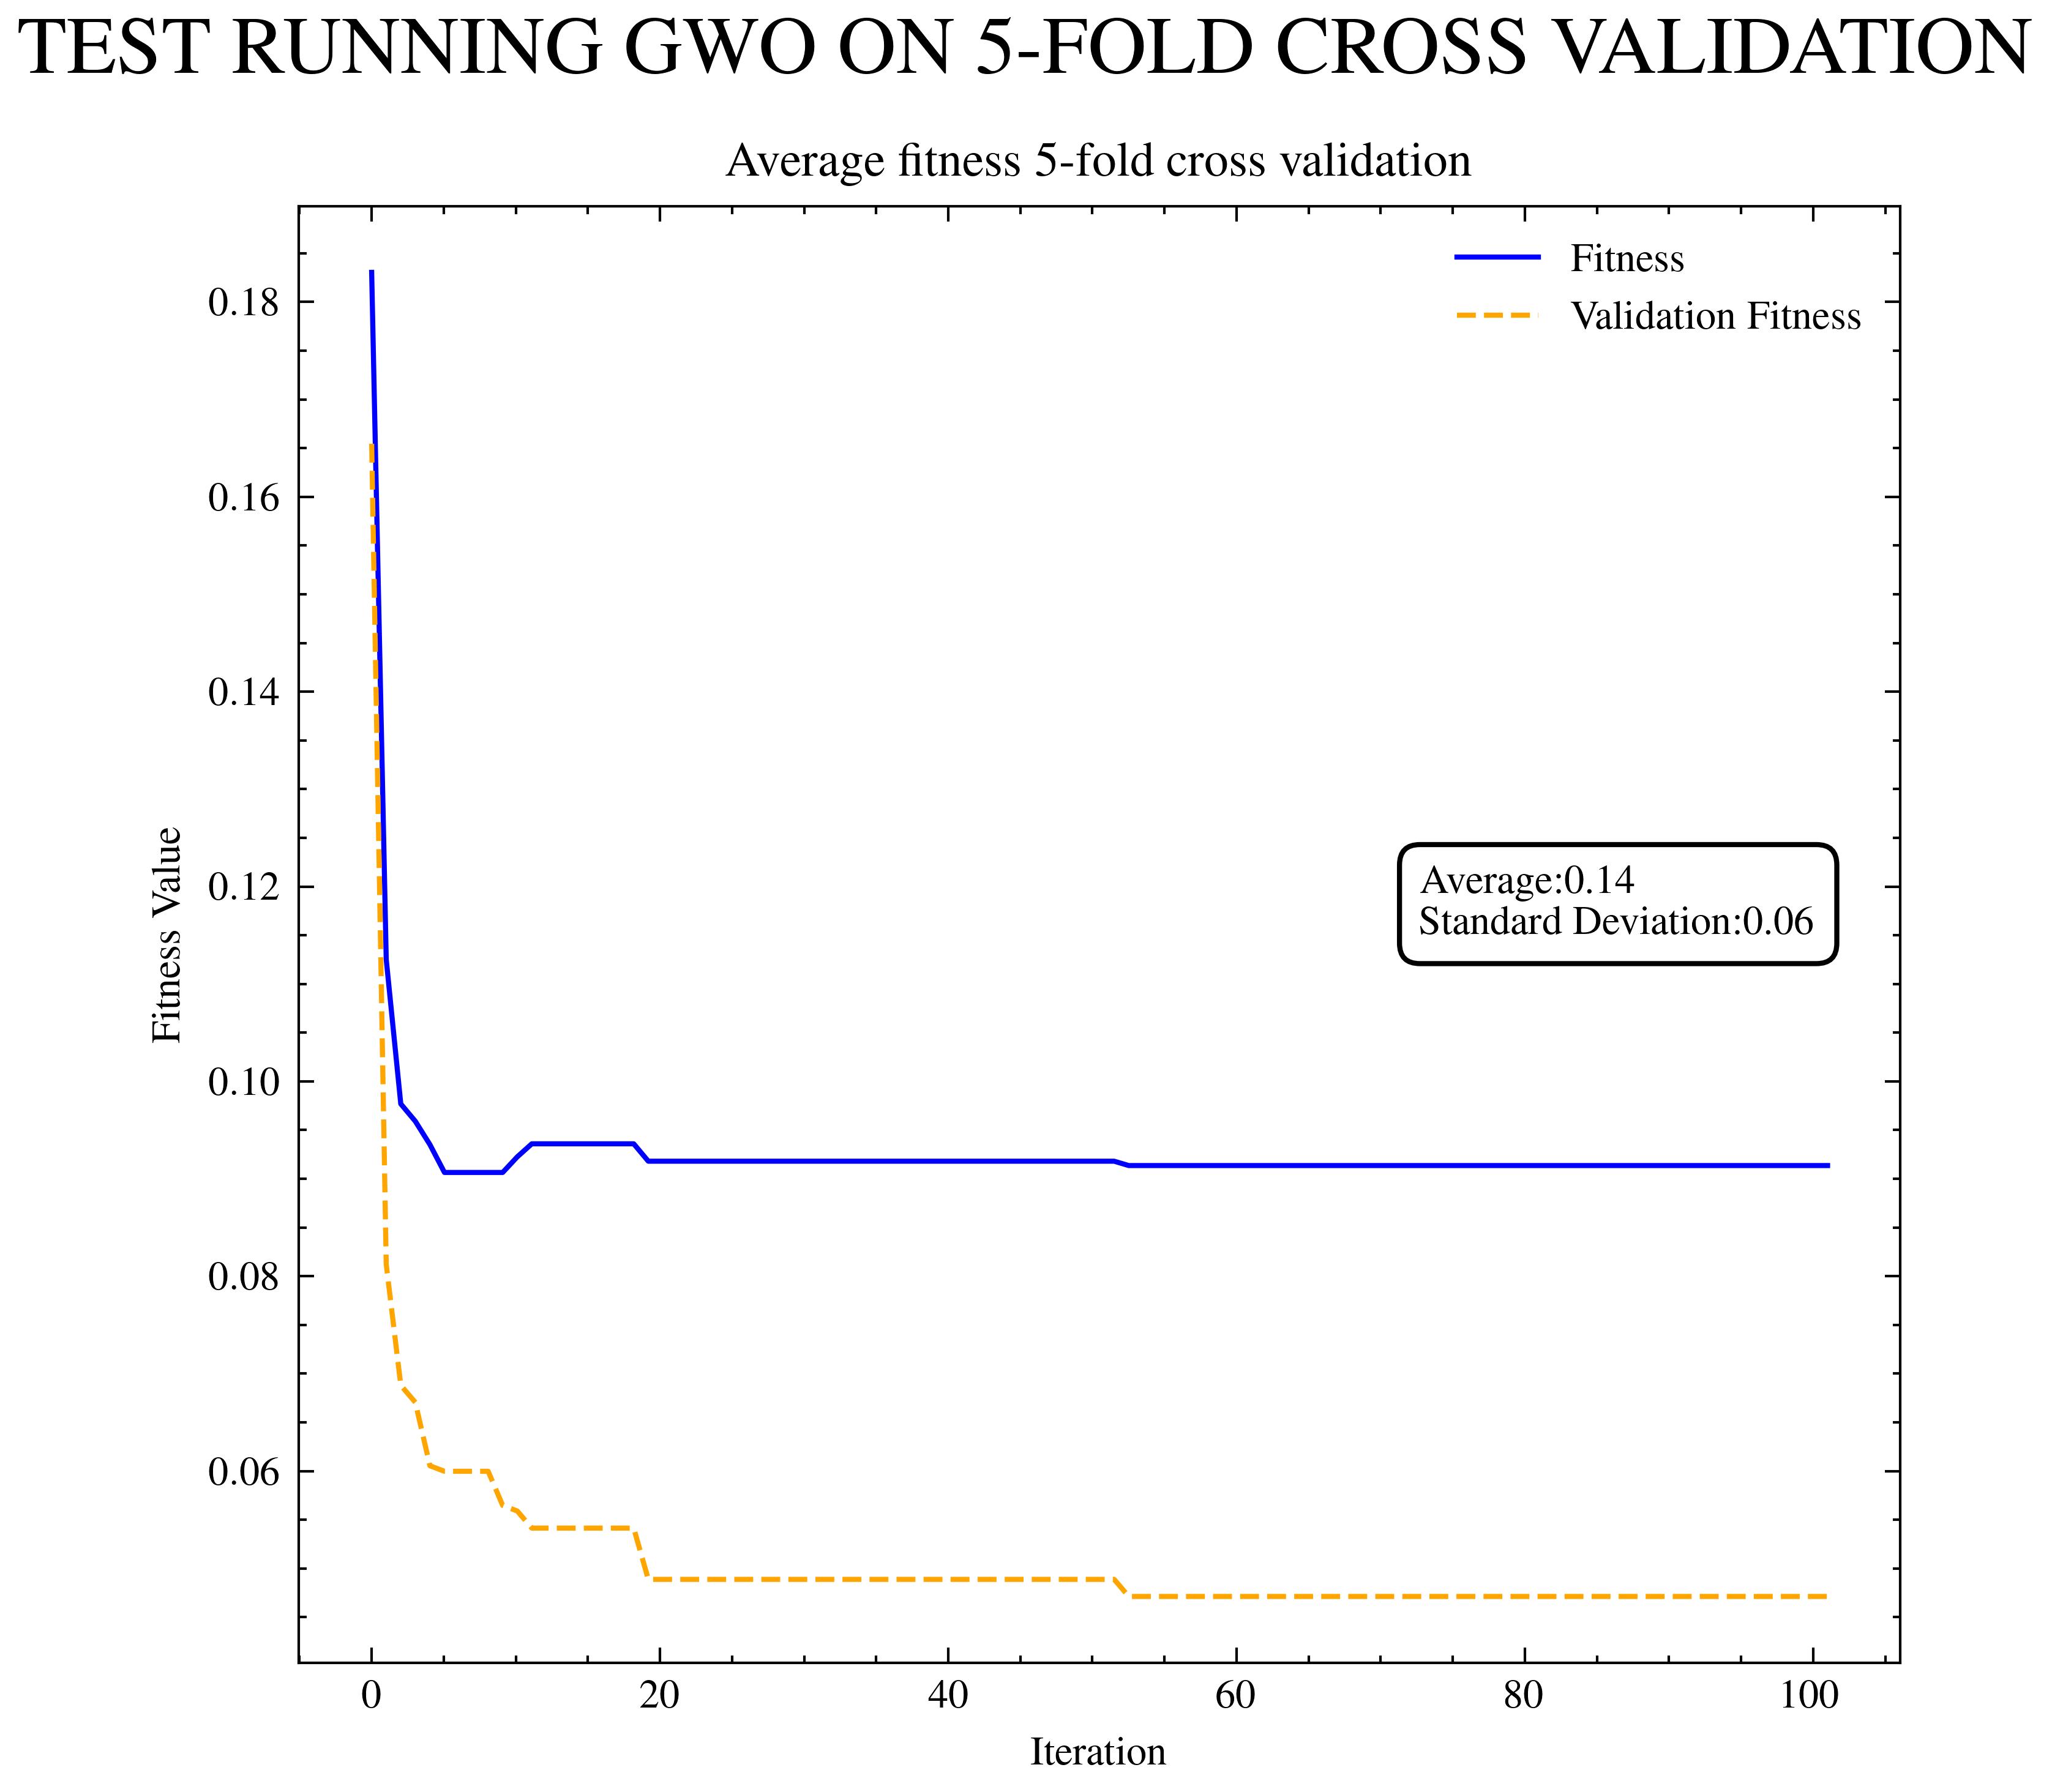 TEST RUNNING GWO ON 5-FOLD CROSS VALIDATION
Average fitness 5-fold cross validation
Fitness
Validation Fitness
0.18
0.16
0.14
0.12
0.10
0.08
0.06
Fitness Value
Average:0.14
Standard Deviation:0.06
0 20 40 60 80 100
Iteration